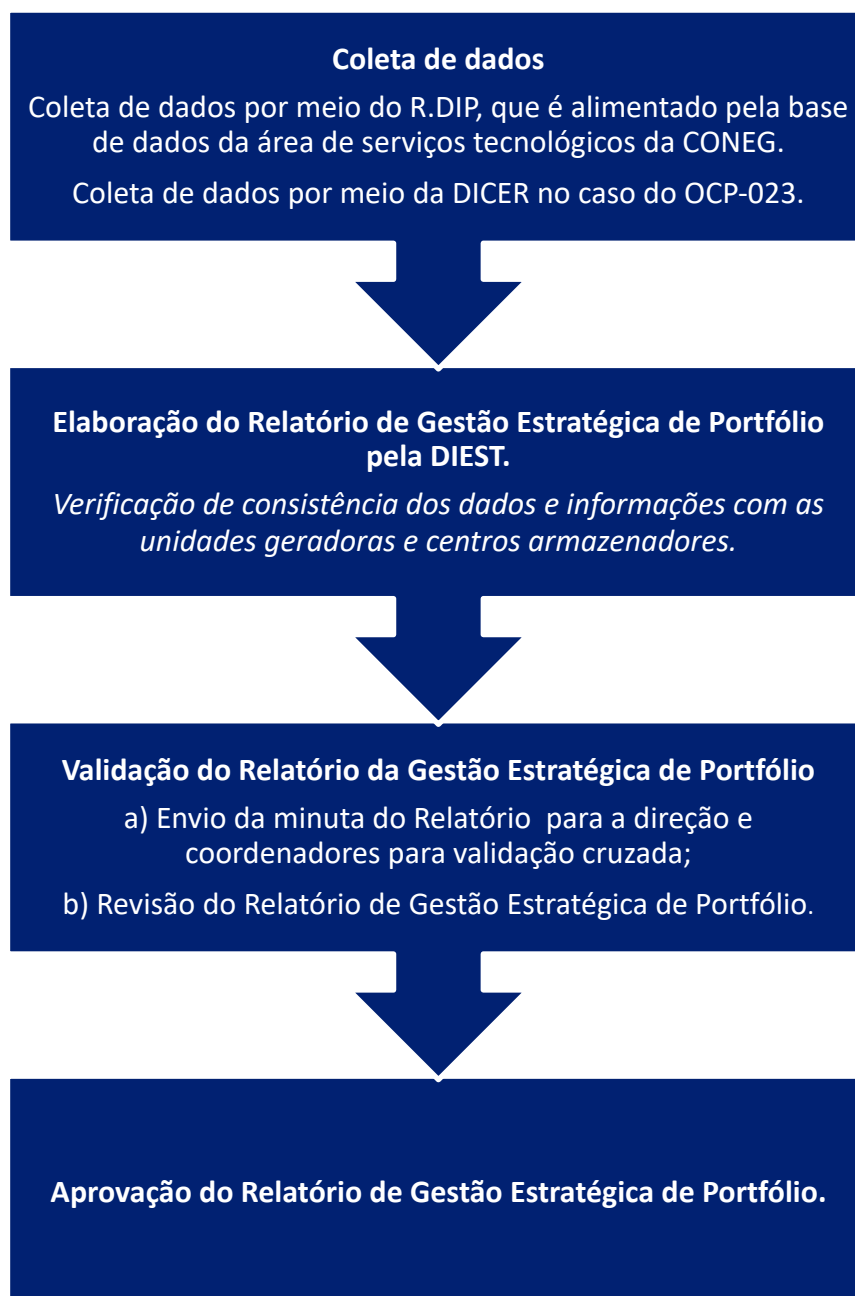 Coleta de dados
Coleta de dados por meio do R.DIP, que é alimentado pela base
de dados da área de serviços tecnológicos da CONEG.
Coleta de dados por meio da DICER no caso do OCP-023.
Elaboração do Relatório de Gestão Estratégica de Portfólio
pela DIEST.
Verificação de consistência dos dados e informações com as
unidades geradoras e centros armazenadores.
Validação do Relatório da Gestão Estratégica de Portfólio
a) Envio da minuta do Relatório para a direção e
coordenadores para validação cruzada;
b) Revisão do Relatório de Gestão Estratégica de Portfólio.
Aprovação do Relatório de Gestão Estratégica de Portfólio.